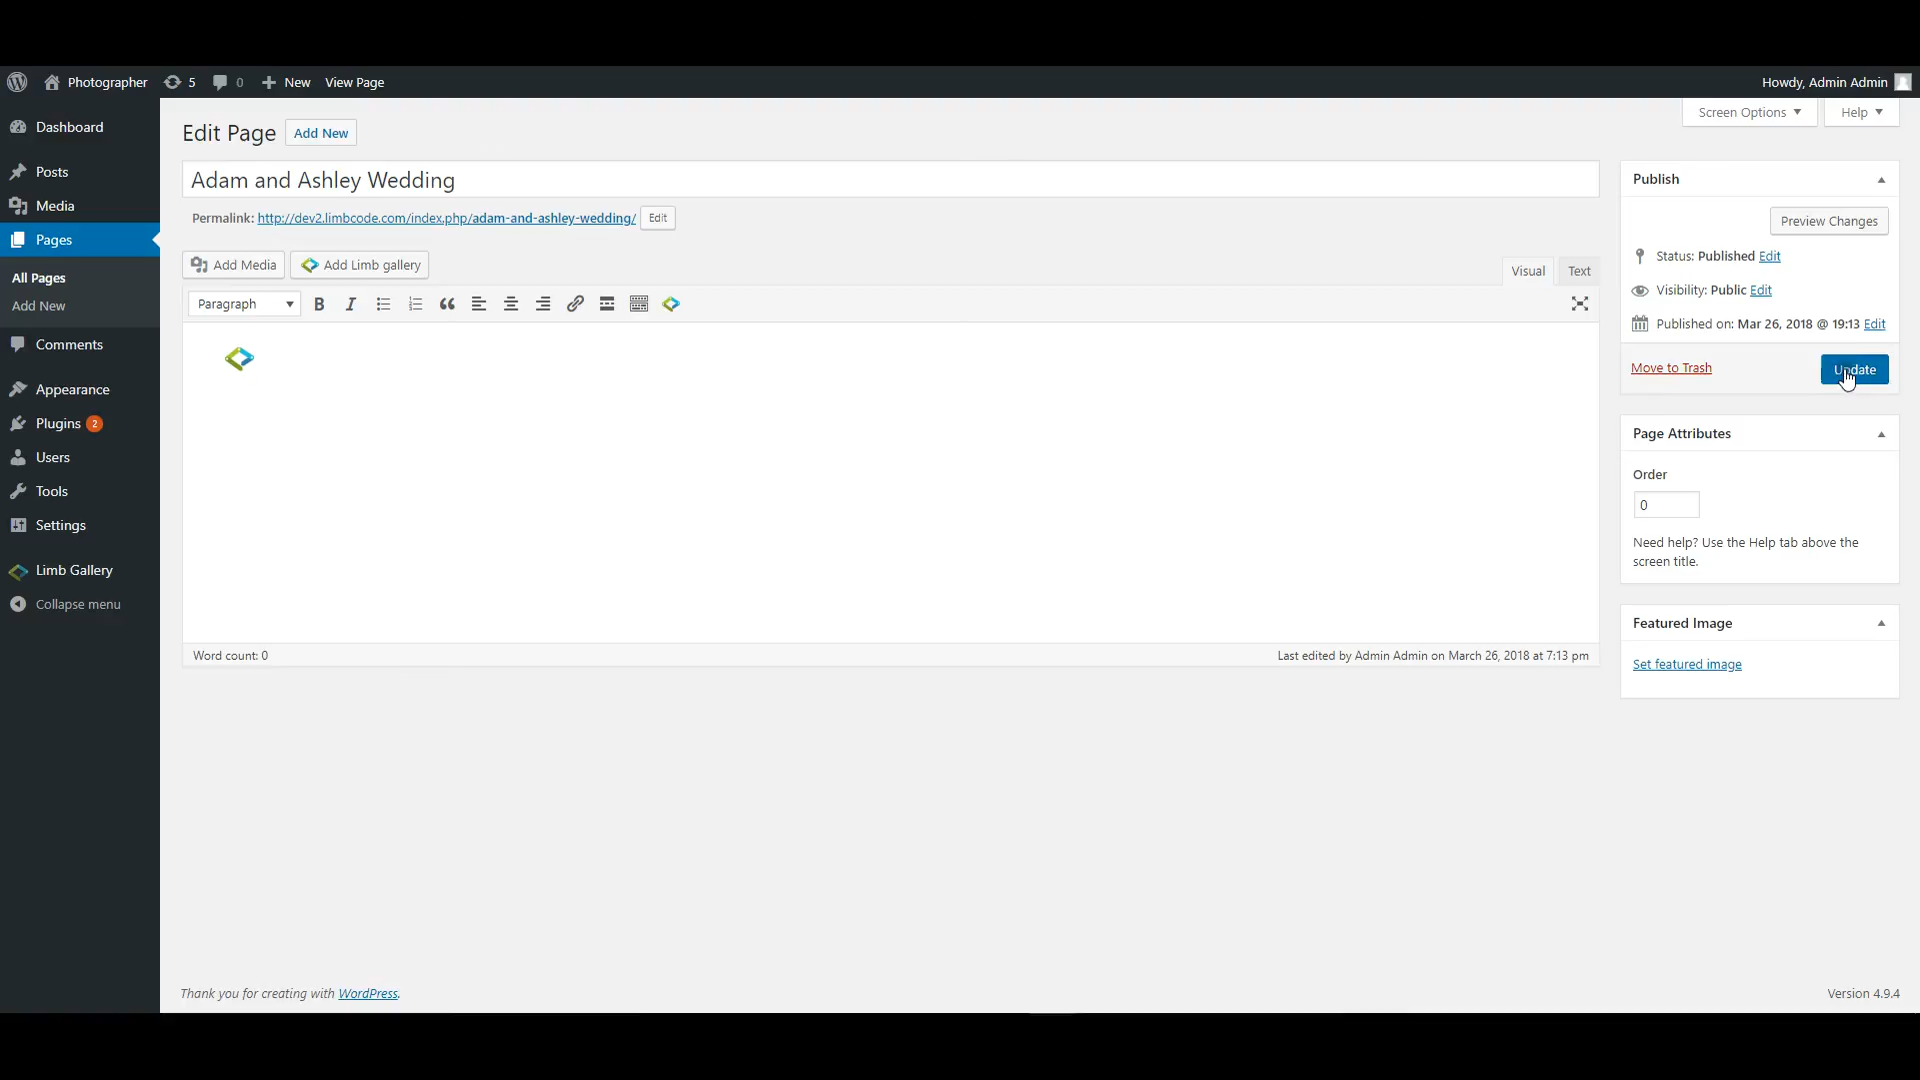 Photographer 5 0 New View Page Howdy, Admin Admin
Screen Options Help
Dashboard
Posts
Media
Pages
All Pages
Add New
Comments
Appearance
Plugins 2
Users
Tools
Settings
Limb Gallery
Collapse menu
Edit Page Add New
Adam and Ashley Wedding
Permalink: http://dev2.limbcode.com/index.php/adam-and-ashley-wedding/ Edit
Add Media Add Limb gallery
Visual Text
Paragraph B I
Word count: 0 Last edited by Admin Admin on March 26, 2018 at 7:13 pm
Publish
Preview Changes
Status: Published Edit
Visibility: Public Edit
Published on: Mar 26, 2018 @ 19:13 Edit
Move to Trash Update
Page Attributes
Order
0
Need help? Use the Help tab above the
screen title.
Featured Image
Set featured image
Thank you for creating with WordPress. Version 4.9.4